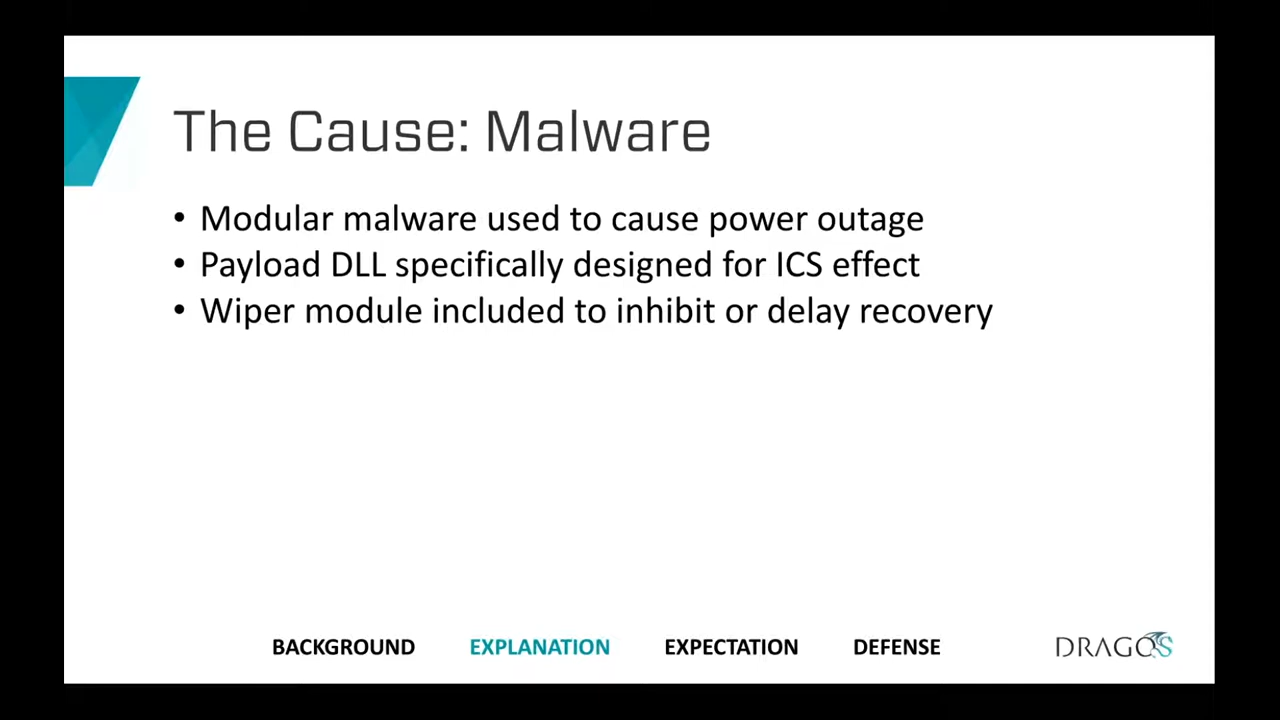 The Cause: Malware
• Modular malware used to cause power outage
• Payload DLL specifically designed for ICS effect
• Wiper module included to inhibit or delay recovery
BACKGROUND EXPLANATION EXPECTATION DEFENSE DRAGOS